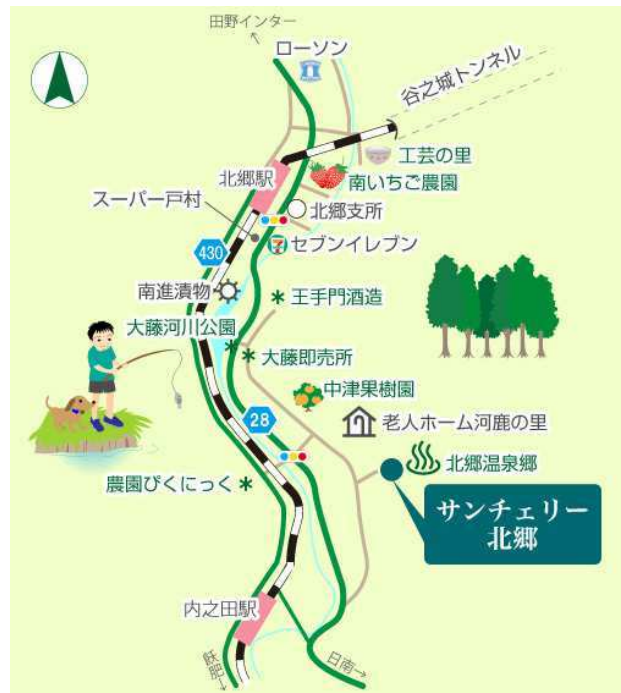 田野インター
ローソン
谷之城トンネル
工芸の里
北郷駅
南いちご農園
スーパー戸村
北郷支所
セブンイレブン
430
南進漬物
王手門酒造
大藤河川公園
大藤即売所
中津果樹園
28
老人ホーム河鹿の里
北郷温泉郷
農園ぴくにっく
サンチェリー
北郷
内之田駅
飫肥
日南